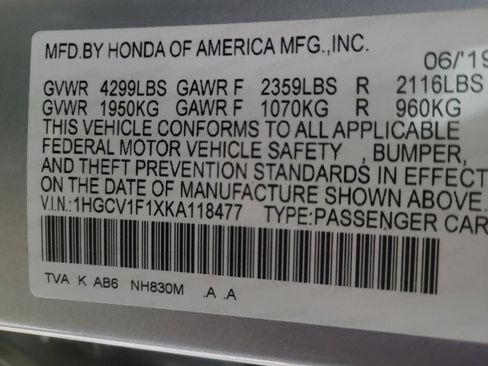 MFD.BY HONDA OF AMERICA MFG.,INC.
06/'19
GVWR 4299LBS GAWR F 2359LBS R 2116LBS
GVWR 1950KG GAWR F 1070KG R 960KG
THIS VEHICLE CONFORMS TO ALL APPLICABLE
FEDERAL MOTOR VEHICLE SAFETY , BUMPER,
AND THEFT PREVENTION STANDARDS IN EFFECT
ON THE DATE OF MANUFACTURE SHOWN ABOVE.
V.I.N.:1HGCV1F1XKA118477 TYPE:PASSENGER CAR
TVA K AB6 NH830M .A .A